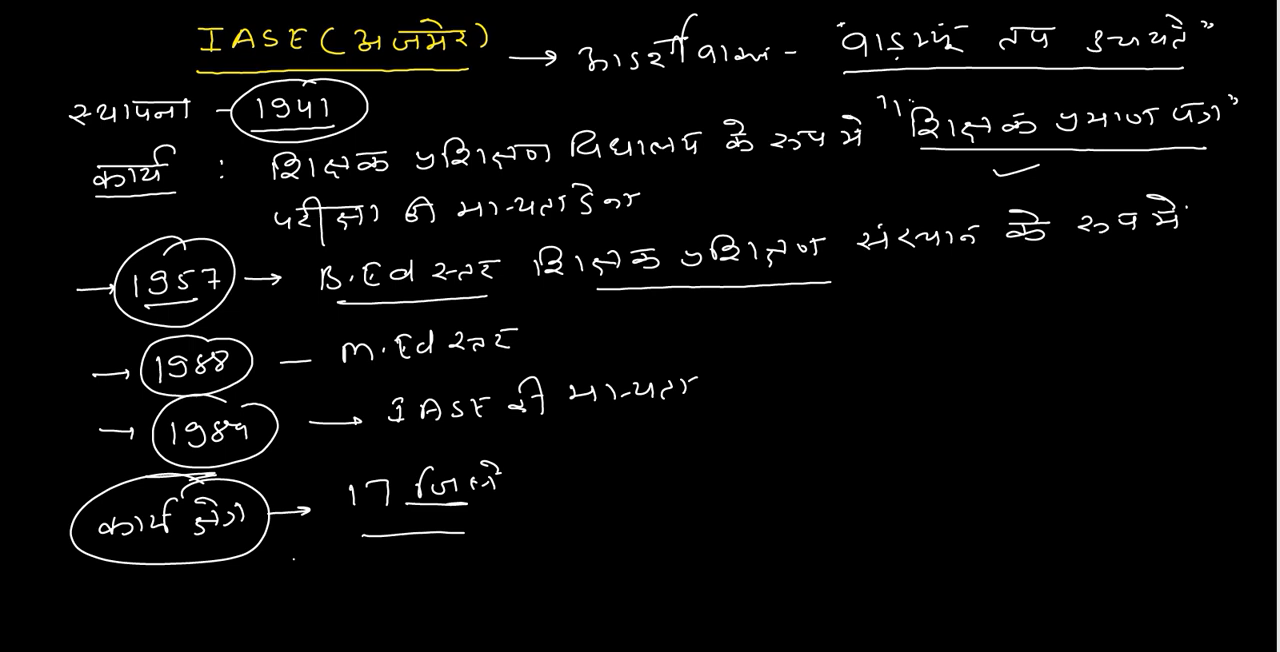 IASE (अजमेर) → आदर्श वाक्य - "वाङमयं तप उच्यते"
स्थापना - 1941
कार्य : शिक्षक प्रशिक्षण विद्यालय के रूप में "शिक्षक प्रमाण पत्र"
परीक्षा की मान्यता देना
→ 1957 → B.Ed स्तर शिक्षक प्रशिक्षण संस्थान के रूप में
→ 1988 - M.Ed स्तर
→ 1989 → IASE की मान्यता
कार्य क्षेत्र → 17 जिले